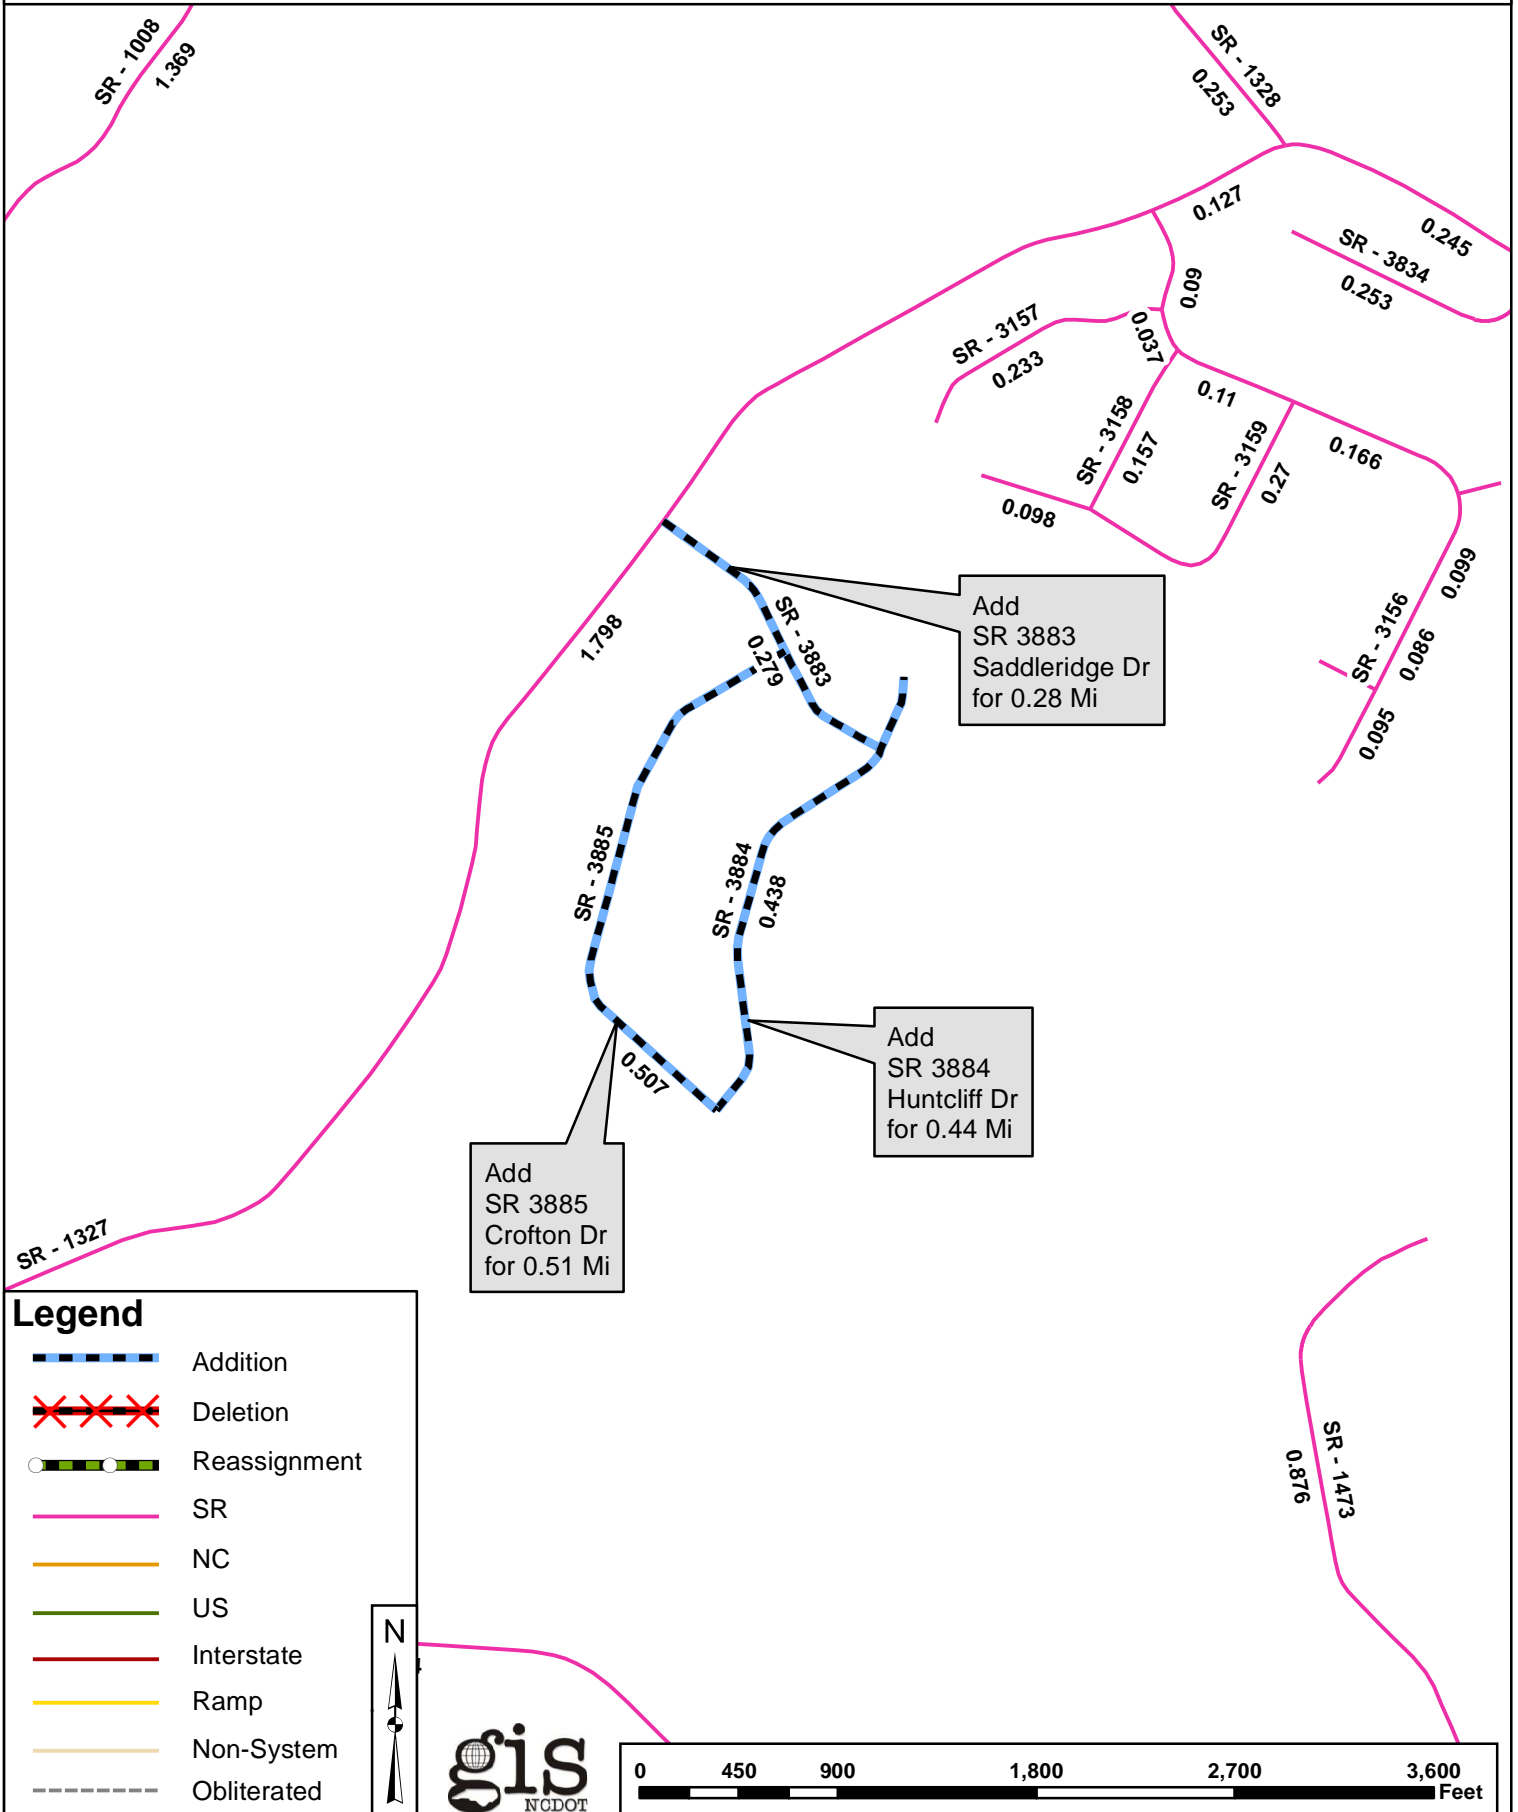 SR - 1008
1.369
SR - 1328
0.253
0.127
0.245
SR - 3834
0.253
0.09
SR - 3157
0.233
0.037
0.11
SR - 3158
0.157
SR - 3159
0.27
0.166
0.098
0.099
SR - 3156
0.086
0.095
1.798
SR - 3883
0.279
Add
SR 3883
Saddleridge Dr
for 0.28 Mi
SR - 3885
SR - 3884
0.438
0.507
Add
SR 3884
Huntcliff Dr
for 0.44 Mi
Add
SR 3885
Crofton Dr
for 0.51 Mi
SR - 1327
SR - 1473
0.876
Legend
Addition
Deletion
Reassignment
SR
NC
US
Interstate
Ramp
Non-System
Obliterated
N
gis
NCDOT
0 450 900 1,800 2,700 3,600
Feet